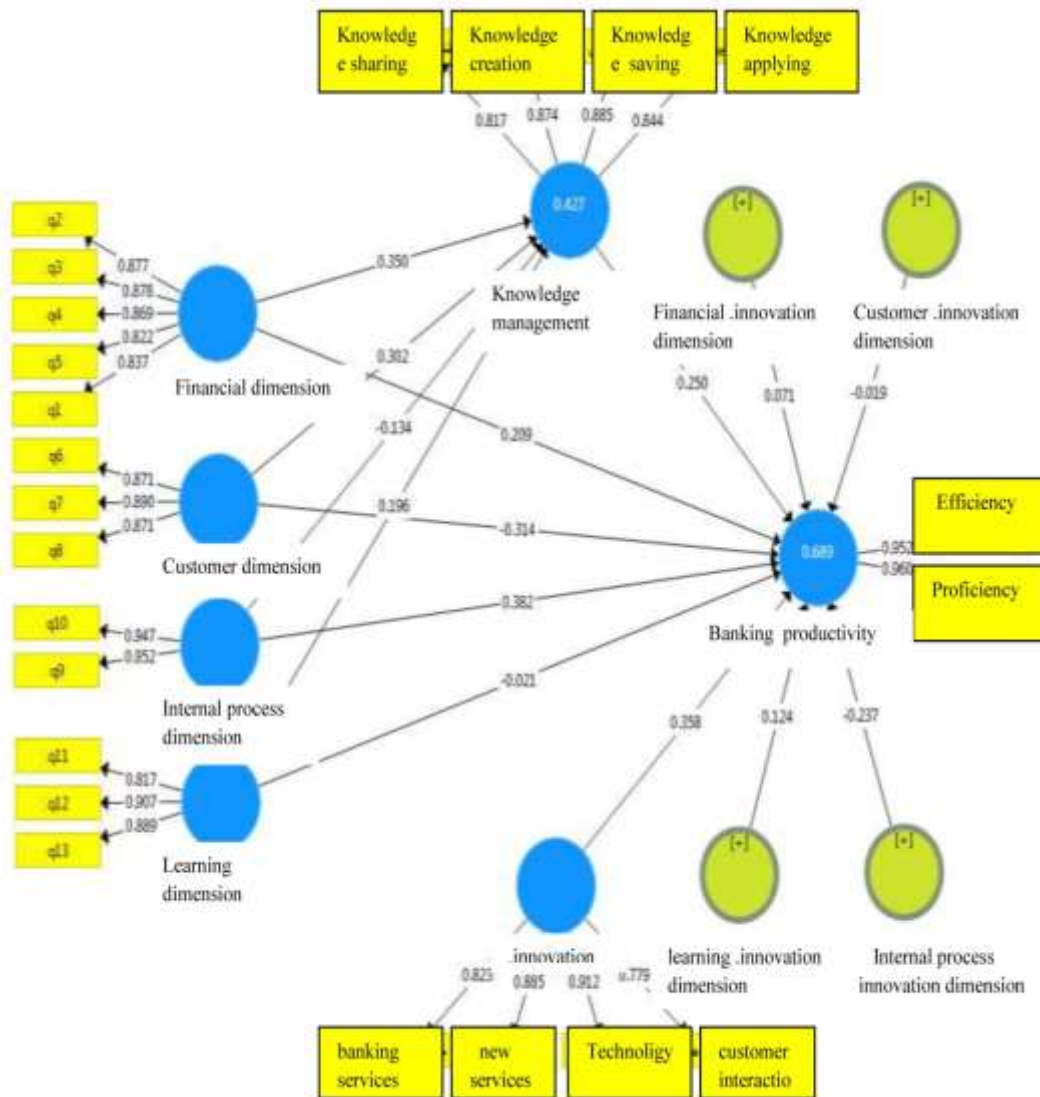 Knowledg
e sharing
Knowledge
creation
Knowledg
e saving
Knowledge
applying
0.817
0.874
0.885
0.844
0.427
[+]
[+]
q2
q3
q4
q5
q1
0.877
0.878
0.869
0.822
0.837
0.350
Knowledge
management
Financial .innovation
dimension
Customer .innovation
dimension
Financial dimension
0.302
0.250
0.071
-0.019
-0.134
0.209
q6
q7
q8
0.871
0.890
0.871
0.196
-0.314
Customer dimension
0.689
0.952
0.960
Efficiency
Proficiency
q10
q9
0.947
0.952
0.382
Banking productivity
Internal process
dimension
-0.021
0.358
0.124
-0.237
q11
q12
q13
0.817
0.907
0.889
Learning
dimension
[+]
[+]
.innovation
learning .innovation
dimension
Internal process
innovation dimension
0.825
0.885
0.912
0.779
banking
services
new
services
Technoligy
customer
interactio